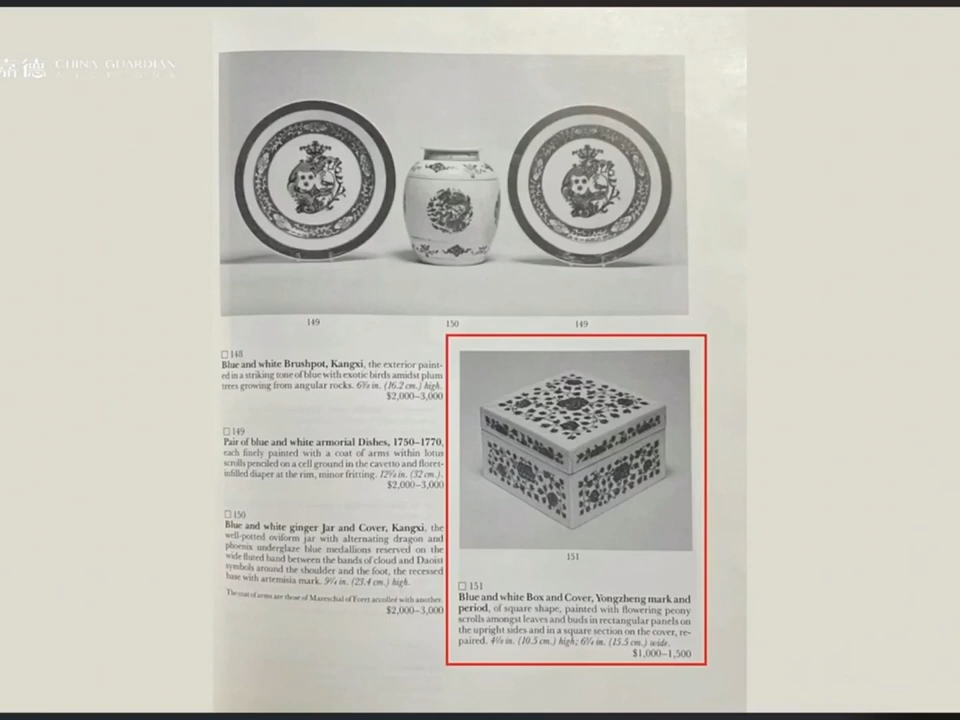 嘉德 CHINA GUARDIAN
149
150
149
□ 148
Blue and white Brushpot, Kangxi, the exterior paint-
ed in a striking tone of blue with exotic birds amidst plum
trees growing from angular rocks. 6⅜ in. (16.2 cm.) high.
$2,000–3,000
□ 149
Pair of blue and white armorial Dishes, 1750–1770,
each finely painted with a coat of arms within lotus
scrolls penciled on a cell ground in the cavetto and floret-
infilled diaper at the rim, minor fritting. in. (32 cm.).
$2,000–3,000
□ 150
Blue and white ginger Jar and Cover, Kangxi, the
well-potted oviform jar with alternating dragon and
phoenix underglaze blue medallions reserved on the
wide fluted band between the bands of cloud and Daoist
symbols around the shoulder and the foot, the recessed
base with artemisia mark. 9¼ in. (23.4 cm.) high.
The coat of arms are those of Mareschal of Foret accolled with another.
$2,000–3,000
151
□ 151
Blue and white Box and Cover, Yongzheng mark and
period, of square shape, painted with flowering peony
scrolls amongst leaves and buds in rectangular panels on
the upright sides and in a square section on the cover, re-
paired. 4⅛ in. (10.5 cm.) high; in. (15.5 cm.) wide.
$1,000–1,500